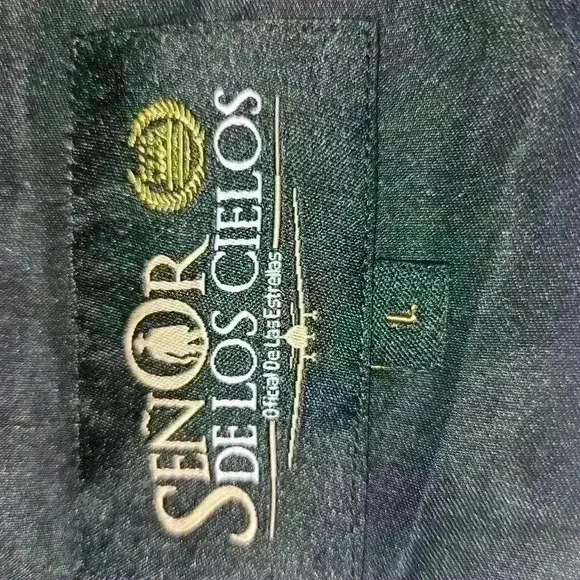 SEÑOR
DE LOS CIELOS
Oficial De Las Estrellas
L